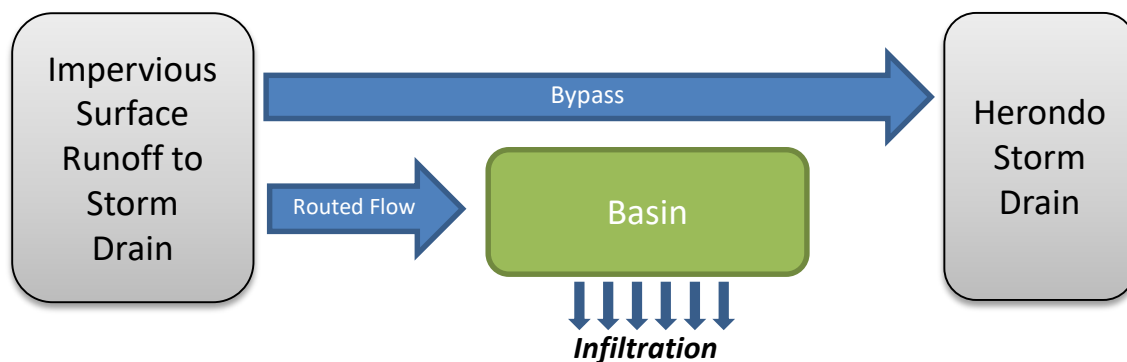 Impervious
Surface
Runoff to
Storm
Drain
Bypass
Routed Flow
Basin
Infiltration
Herondo
Storm
Drain